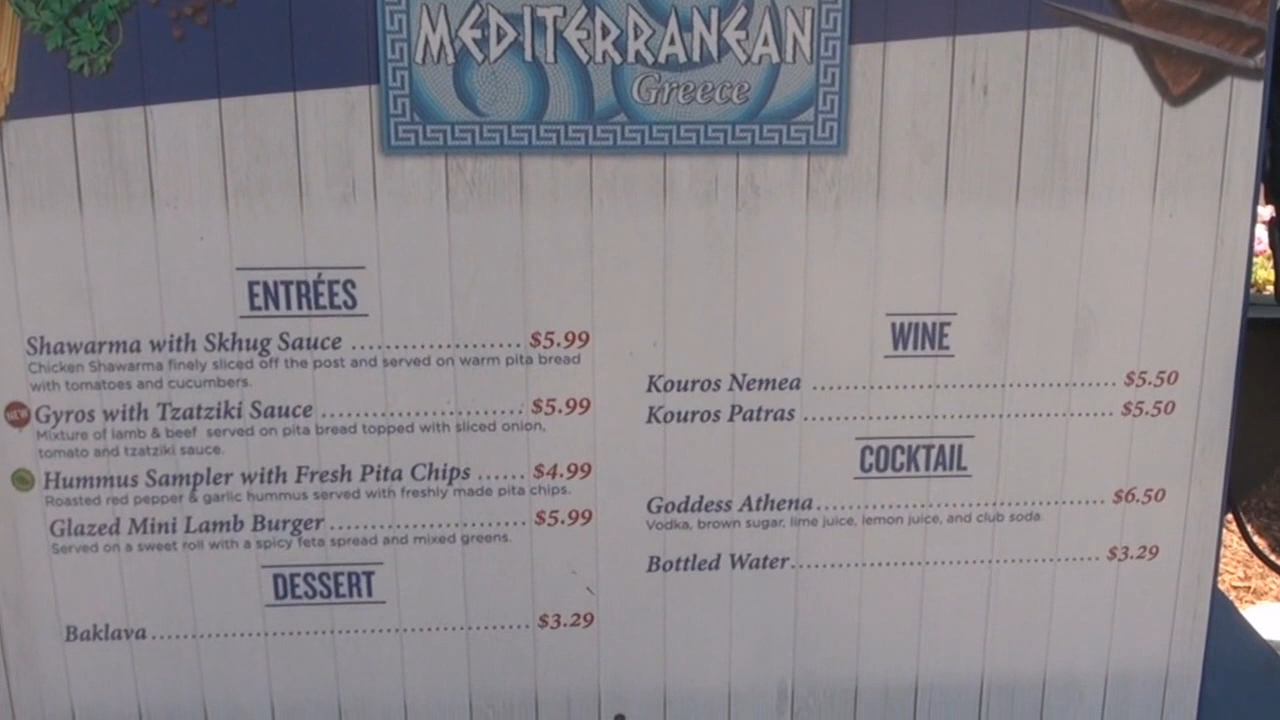 MEDITERRANEAN
Greece
ENTRÉES
Shawarma with Skhug Sauce .................... $5.99
Chicken Shawarma finely sliced off the post and served on warm pita bread
with tomatoes and cucumbers.
NEW Gyros with Tzatziki Sauce ........................ $5.99
Mixture of lamb & beef served on pita bread topped with sliced onion,
tomato and tzatziki sauce.
Hummus Sampler with Fresh Pita Chips ...... $4.99
Roasted red pepper & garlic hummus served with freshly made pita chips.
Glazed Mini Lamb Burger ........................ $5.99
Served on a sweet roll with a spicy feta spread and mixed greens.
DESSERT
Baklava .............................................. $3.29
WINE
Kouros Nemea ...................................... $5.50
Kouros Patras ....................................... $5.50
COCKTAIL
Goddess Athena ................................... $6.50
Vodka, brown sugar, lime juice, lemon juice, and club soda
Bottled Water ....................................... $3.29